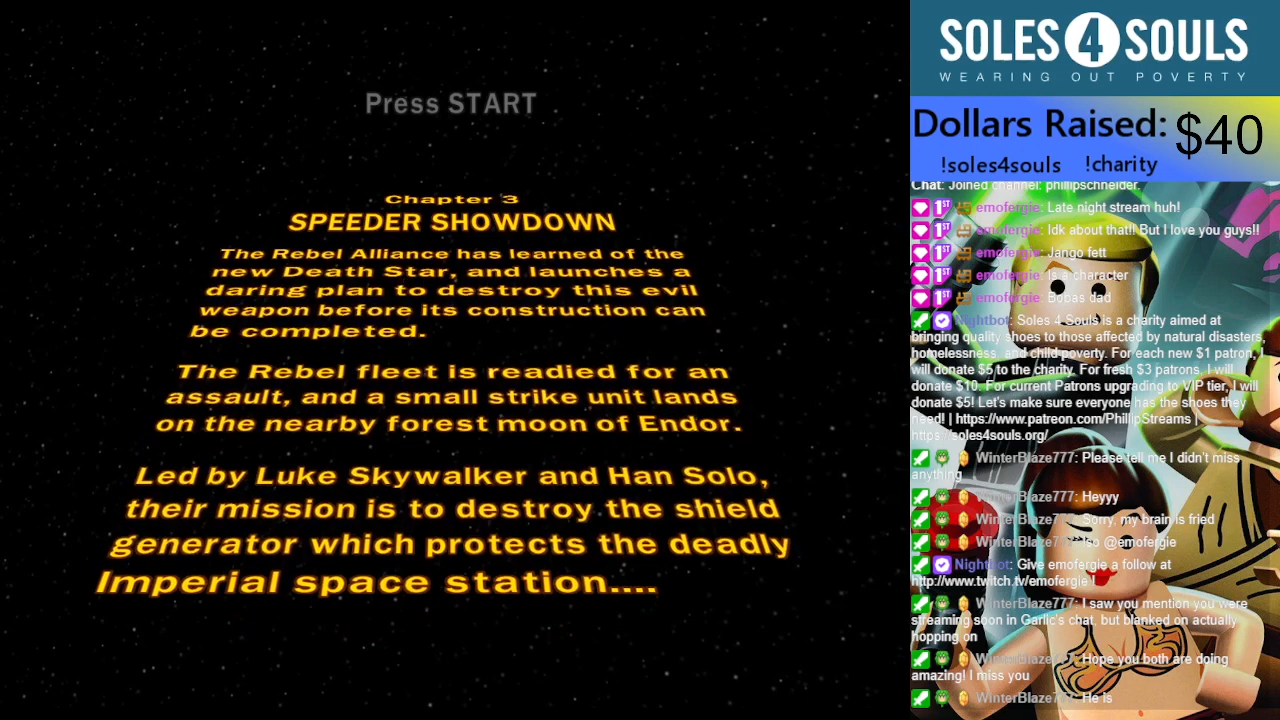 Press START
Chapter 3
SPEEDER SHOWDOWN
The Rebel Alliance has learned of the
new Death Star, and launches a
daring plan to destroy this evil
weapon before its construction can
be completed.
The Rebel fleet is readied for an
assault, and a small strike unit lands
on the nearby forest moon of Endor.
Led by Luke Skywalker and Han Solo,
their mission is to destroy the shield
generator which protects the deadly
Imperial space station....
SOLES 4 SOULS
WEARING OUT POVERTY
Dollars Raised: $40
!soles4souls !charity
Chat: Joined channel: phillipschneider.
1ST emofergie: Late night stream huh!
1ST emofergie: Idk about that!! But I love you guys!!
1ST emofergie: Jango fett
1ST emofergie: Is a character
1ST emofergie: Bobas dad
Nightbot: Soles 4 Souls is a charity aimed at
bringing quality shoes to those affected by natural disasters,
homelessness, and child poverty. For each new $1 patron, I
will donate $5 to the charity. For fresh $3 patrons, I will
donate $10. For current Patrons upgrading to VIP tier, I will
donate $5! Let's make sure everyone has the shoes they
need! | https://www.patreon.com/PhillipStreams |
https://soles4souls.org/
WinterBlaze777: Please tell me I didn't miss
anything
WinterBlaze777: Heyyy
WinterBlaze777: Sorry, my brain is fried
WinterBlaze777: !so @emofergie
Nightbot: Give emofergie a follow at
http://www.twitch.tv/emofergie !
WinterBlaze777: I saw you mention you were
streaming soon in Garlic's chat, but blanked on actually
hopping on
WinterBlaze777: Hope you both are doing
amazing! I miss you
WinterBlaze777: He is